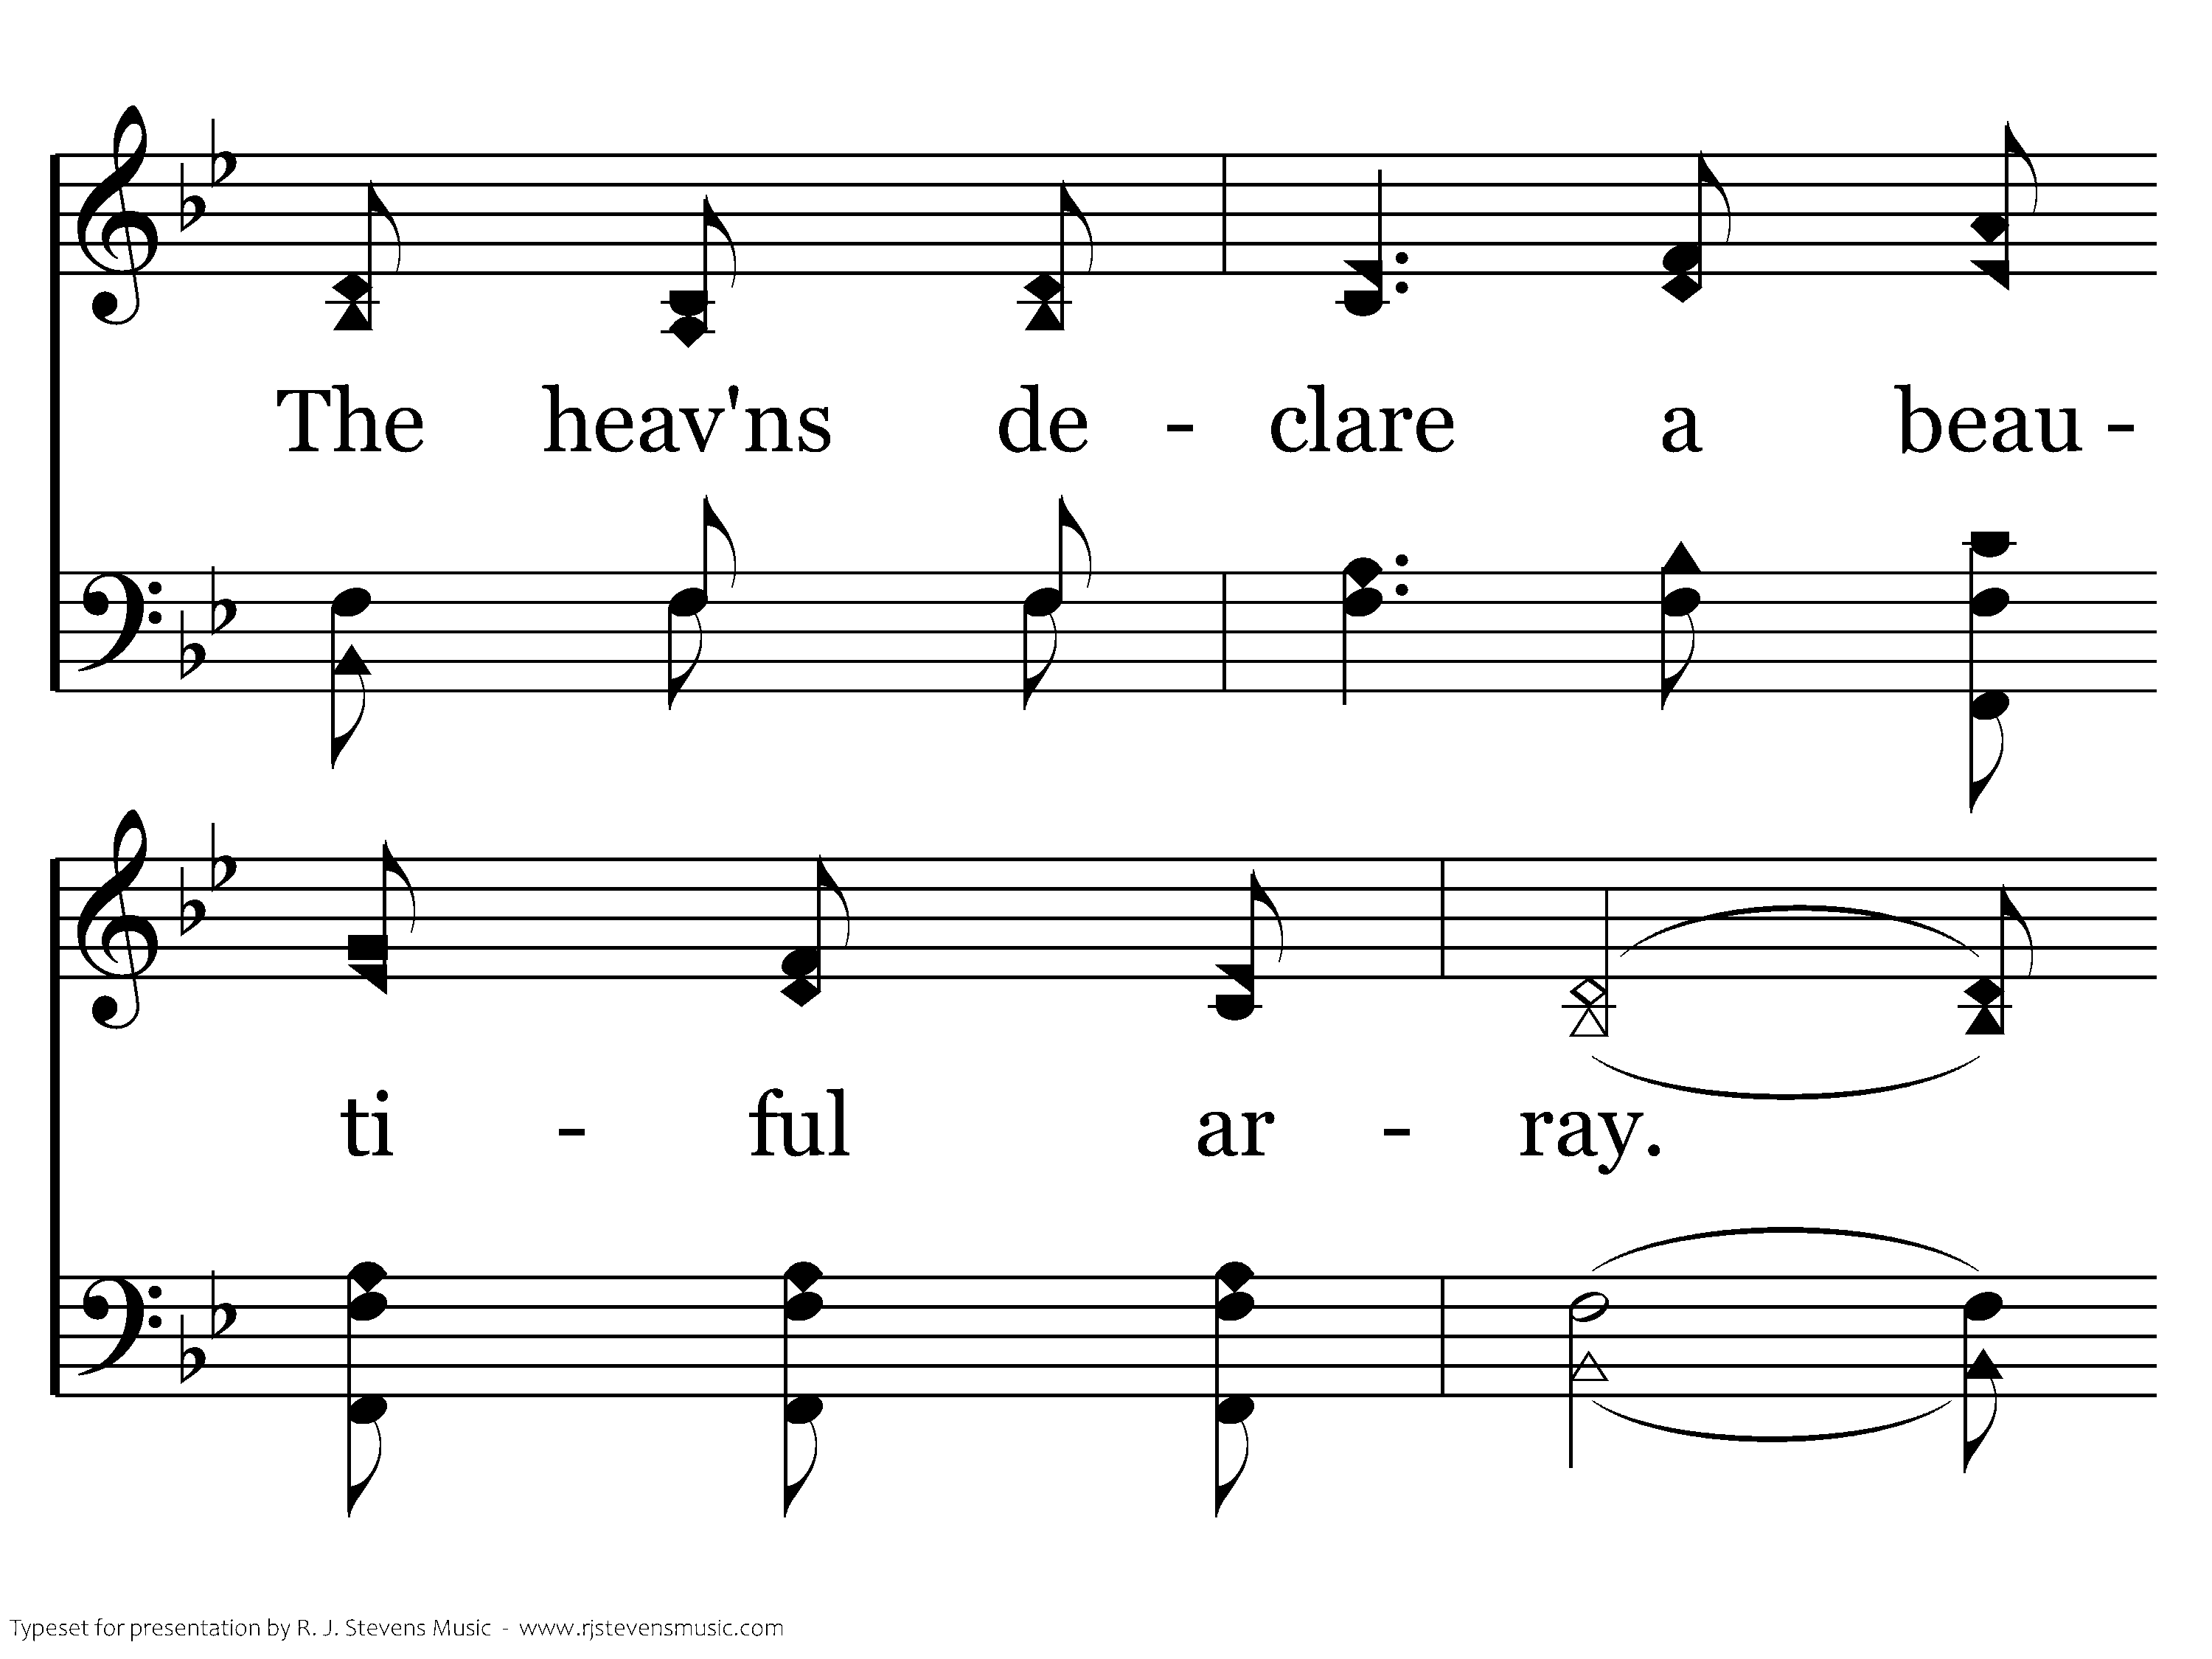 The heav'ns de - clare a beau -
ti - ful ar - ray.
Typeset for presentation by R. J. Stevens Music - www.rjstevensmusic.com